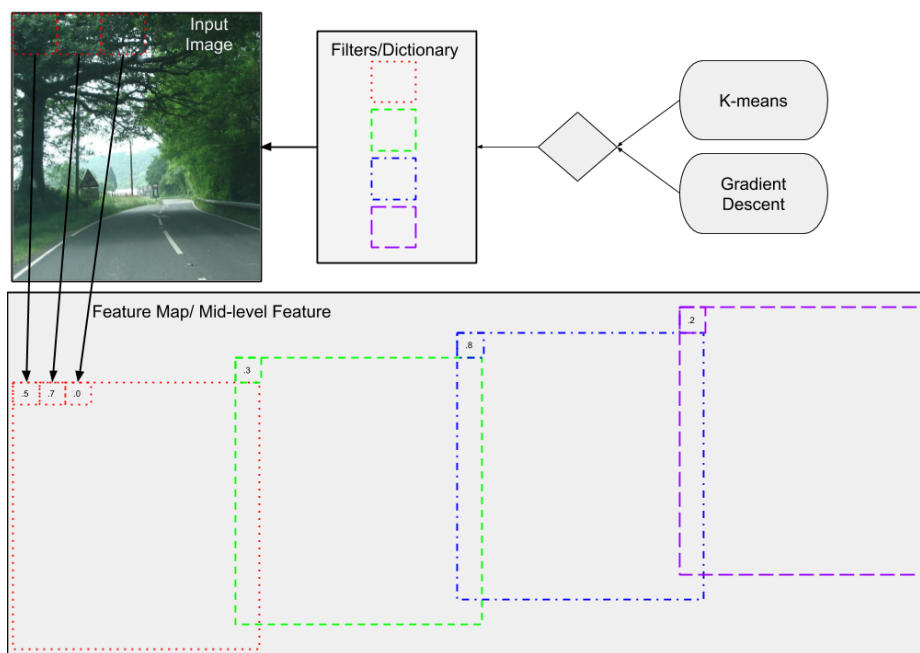 Input
Image
Filters/Dictionary
K-means
Gradient
Descent
Feature Map/ Mid-level Feature
.2
.8
.3
.5 .7 .0